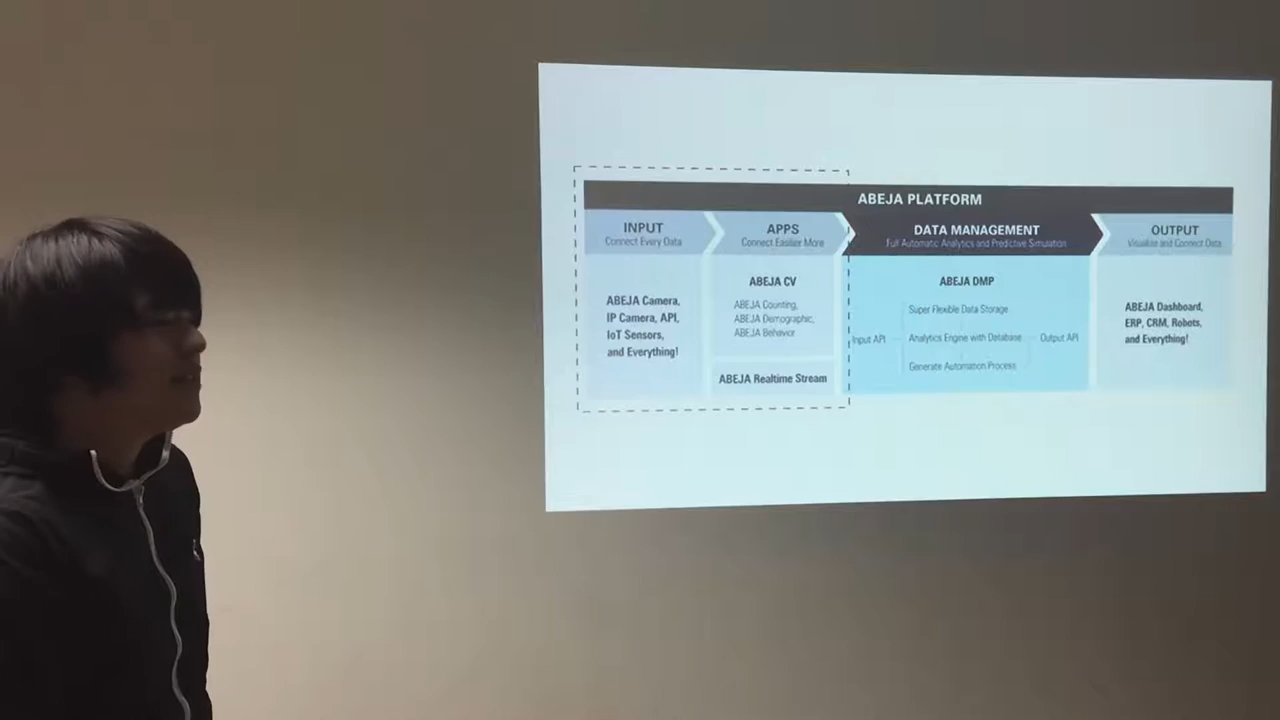 ABEJA PLATFORM
INPUT
Connect Every Data
APPS
Connect Easilier More
DATA MANAGEMENT
Full Automatic Analytics and Predictive Simulation
OUTPUT
Visualize and Connect Data
ABEJA Camera,
IP Camera, API,
IoT Sensors,
and Everything!
ABEJA CV
ABEJA Counting,
ABEJA Demographic,
ABEJA Behavior
ABEJA Realtime Stream
ABEJA DMP
Input API
Super Flexible Data Storage
Analytics Engine with Database
Generate Automation Process
Output API
ABEJA Dashboard,
ERP, CRM, Robots,
and Everything!